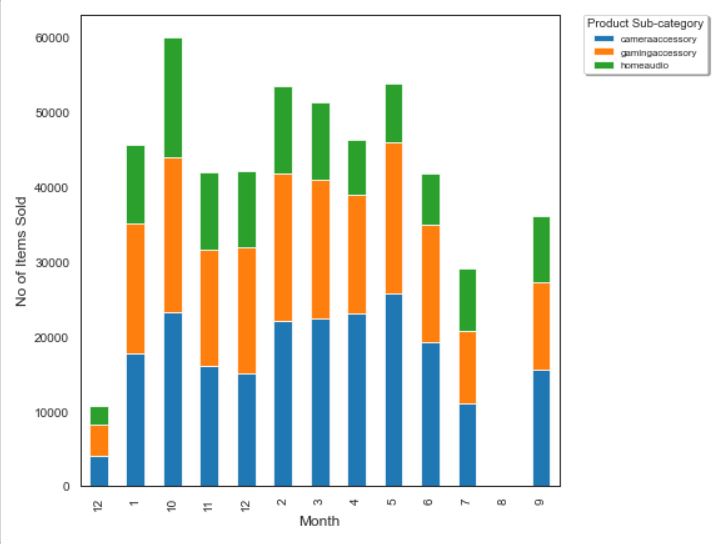 Product Sub-category
cameraaccessory
gamingaccessory
homeaudio
60000
50000
40000
30000
20000
10000
0
No of Items Sold
12 1 10 11 12 2 3 4 5 6 7 8 9
Month